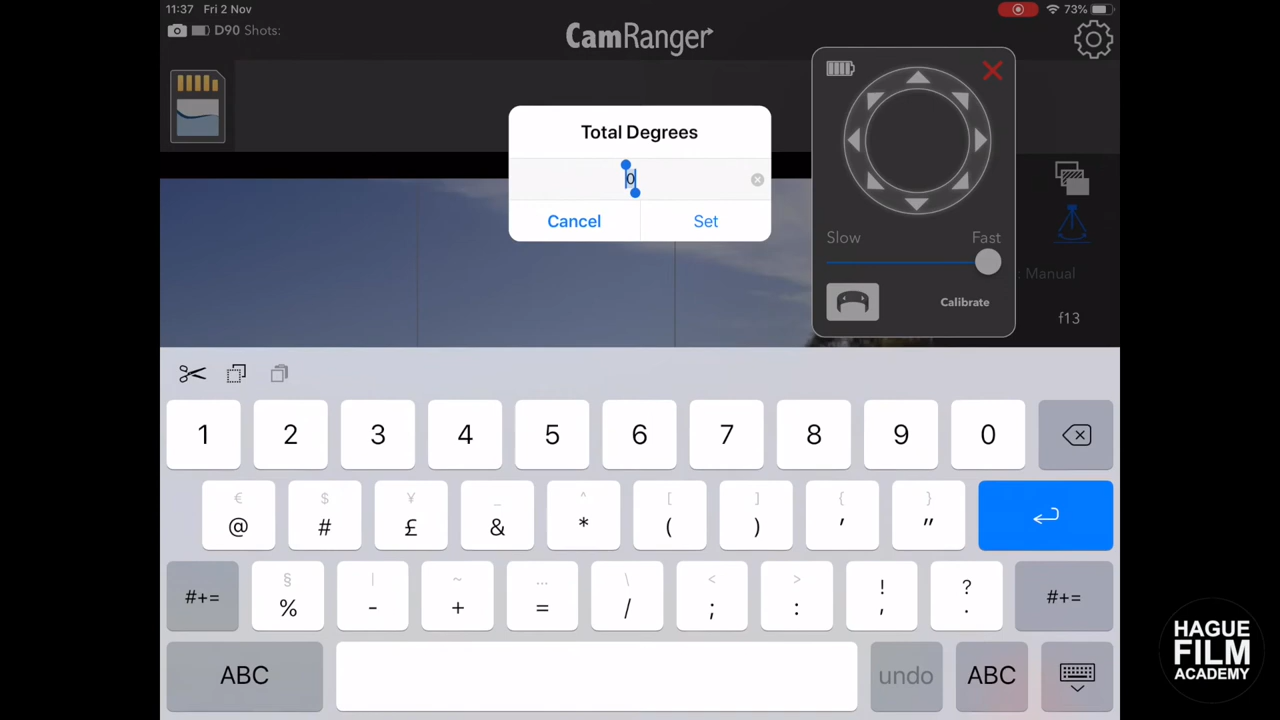 11:37 Fri 2 Nov
73%
D90 Shots:
CamRanger
Total Degrees
0
Cancel Set
Slow Fast
Calibrate
: Manual
f13
1 2 3 4 5 6 7 8 9 0
€ $ ¥ _ ^ [ ] { }
@ # £ & * ( ) ' "
§ | ~ … \ < > ! ?
#+= % - + = / ; : , . #+=
ABC undo ABC
HAGUE
FILM
ACADEMY